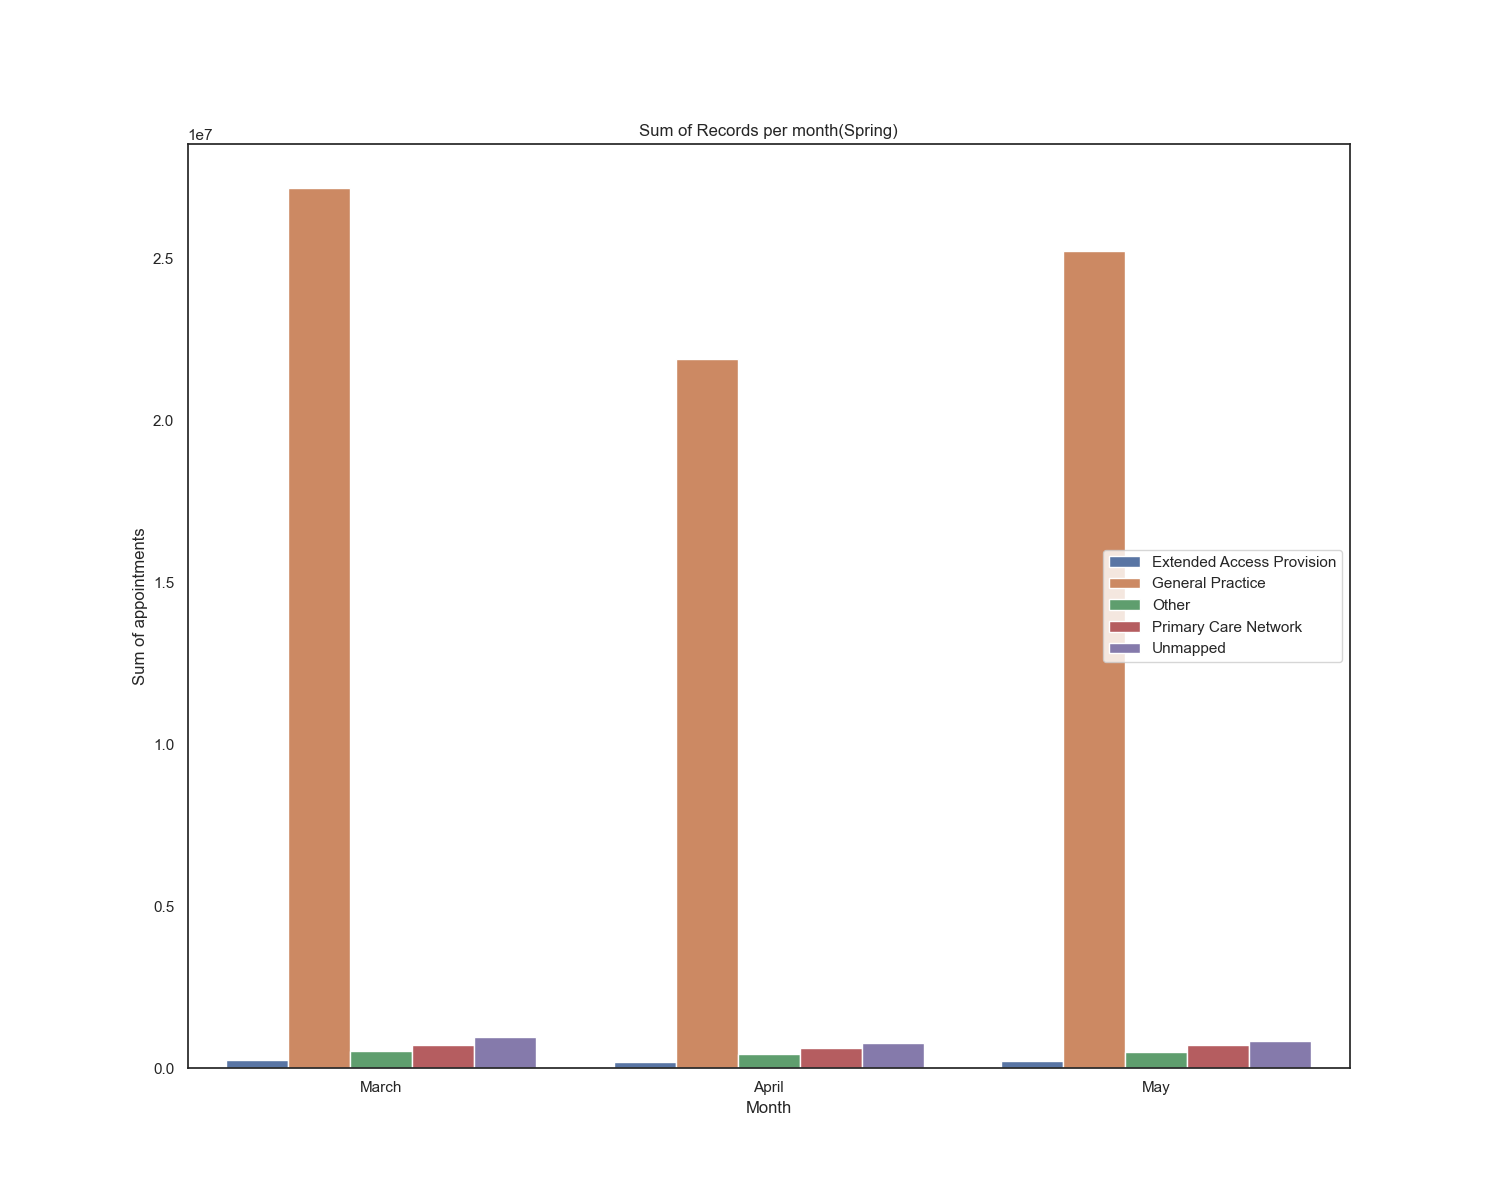 Sum of Records per month(Spring)
1e7
2.5
2.0
1.5
1.0
0.5
0.0
Sum of appointments
Extended Access Provision
General Practice
Other
Primary Care Network
Unmapped
March
April
May
Month